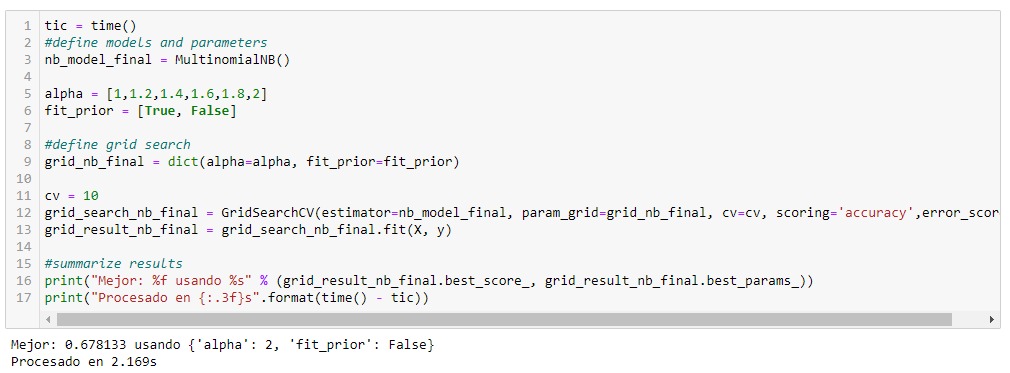 1 tic = time()
2 #define models and parameters
3 nb_model_final = MultinomialNB()
4
5 alpha = [1,1.2,1.4,1.6,1.8,2]
6 fit_prior = [True, False]
7
8 #define grid search
9 grid_nb_final = dict(alpha=alpha, fit_prior=fit_prior)
10
11 cv = 10
12 grid_search_nb_final = GridSearchCV(estimator=nb_model_final, param_grid=grid_nb_final, cv=cv, scoring='accuracy',error_scor
13 grid_result_nb_final = grid_search_nb_final.fit(X, y)
14
15 #summarize results
16 print("Mejor: %f usando %s" % (grid_result_nb_final.best_score_, grid_result_nb_final.best_params_))
17 print("Procesado en {:.3f}s".format(time() - tic))
Mejor: 0.678133 usando {'alpha': 2, 'fit_prior': False}
Procesado en 2.169s